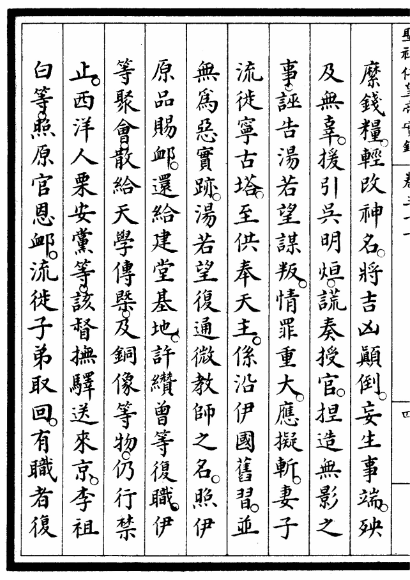 聖祖仁皇帝實錄 卷三十一 四
糜錢糧。輕改神名。將吉凶顛倒。妄生事端。殃
及無辜。援引吳明烜。謊奏授官。捏造無影之
事。誣告湯若望謀叛。情罪重大。應擬斬。妻子
流徙寧古塔。至供奉天主。係沿伊國舊習。並
無為惡實跡。湯若望復通微教師之名。照伊
原品賜䘏。還給建堂基地。許纘曾等復職。伊
等聚會散給天學傳槩。及銅像等物。仍行禁
止。西洋人栗安黨等。該督撫驛送來京。李祖
白等。照原官恩䘏。流徙子弟取回。有職者復